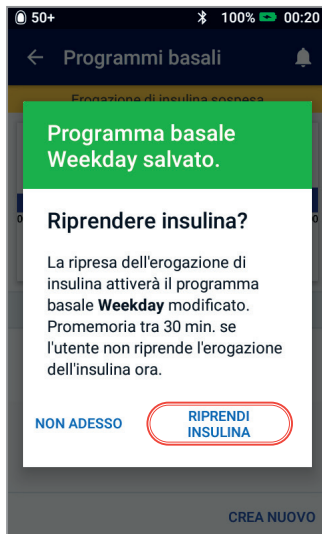 50+ 100% 00:20
Programmi basali
Erogazione di insulina sospesa
Programma basale
Weekday salvato.
Riprendere insulina?
La ripresa dell'erogazione di
insulina attiverà il programma
basale Weekday modificato.
Promemoria tra 30 min. se
l'utente non riprende l'erogazione
dell'insulina ora.
NON ADESSO
RIPRENDI
INSULINA
CREA NUOVO